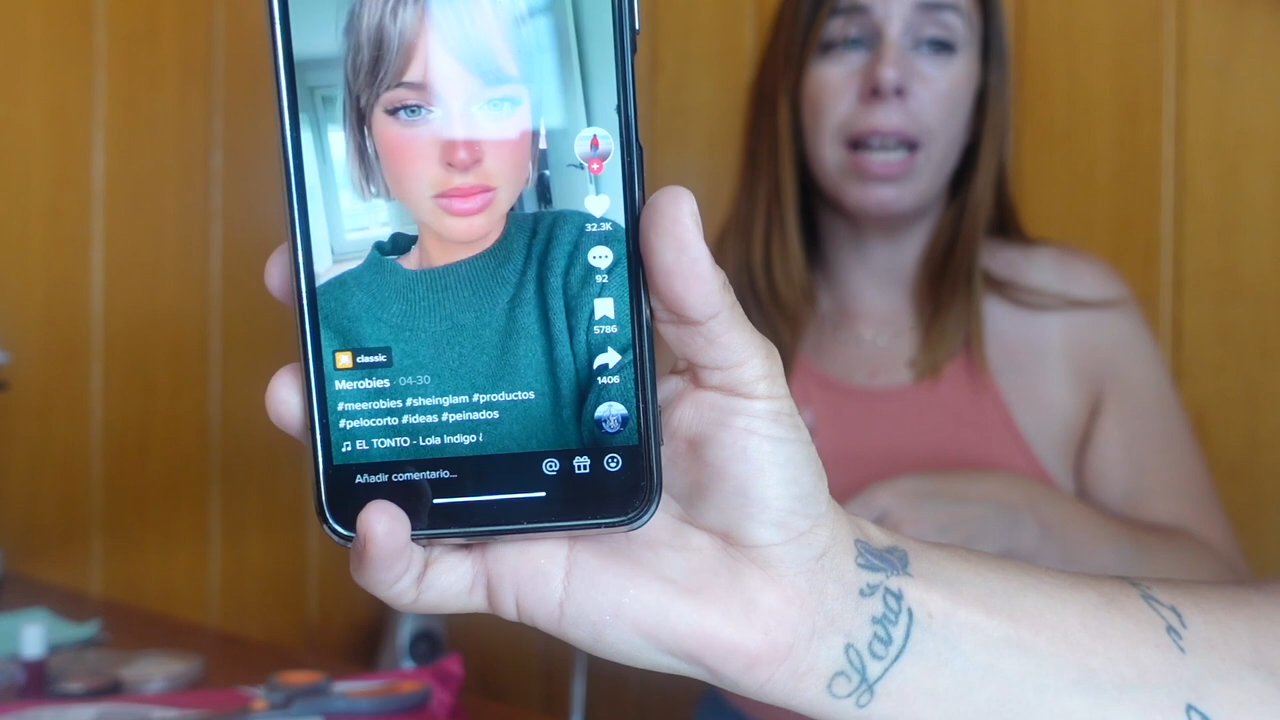 32.3K
92
5786
1406
classic
Merobies · 04-30
#meerobies #sheinglam #productos
#pelocorto #ideas #peinados
EL TONTO - Lola Indigo
Añadir comentario...
@
Lara